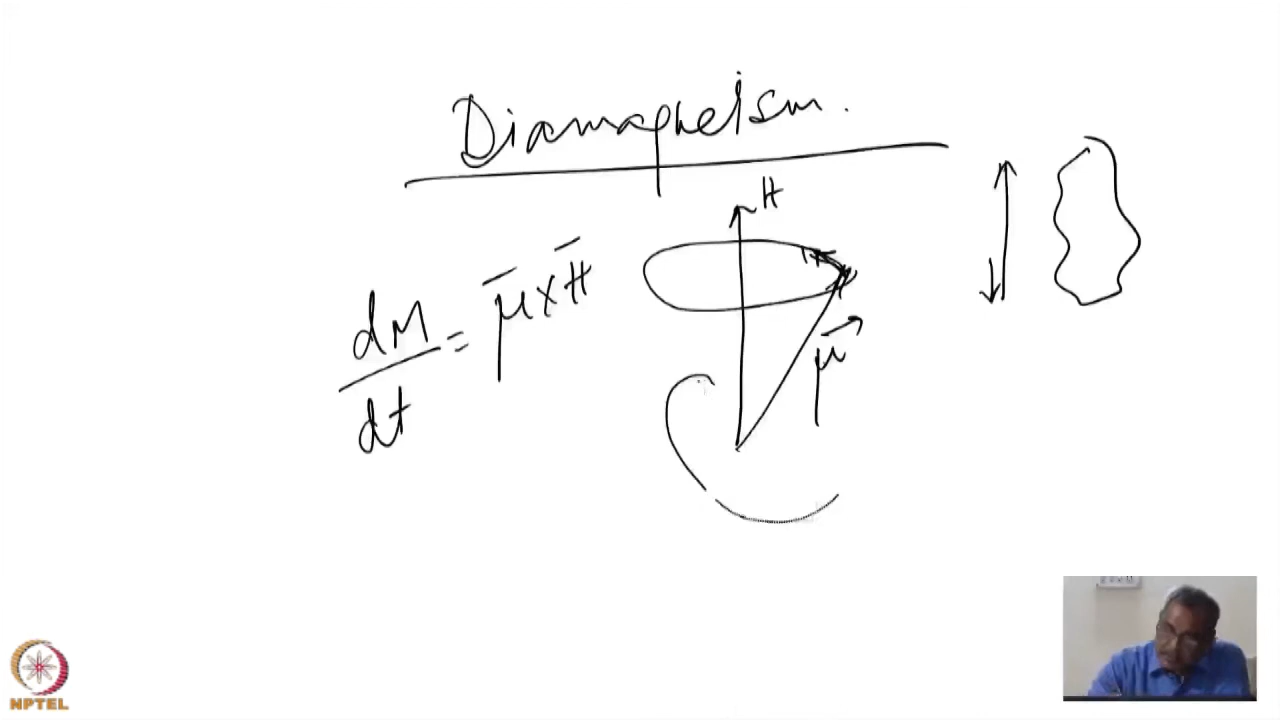 Diamagnetism.
H
dM/dt = μ̄ × H̄
μ⃗
NPTEL